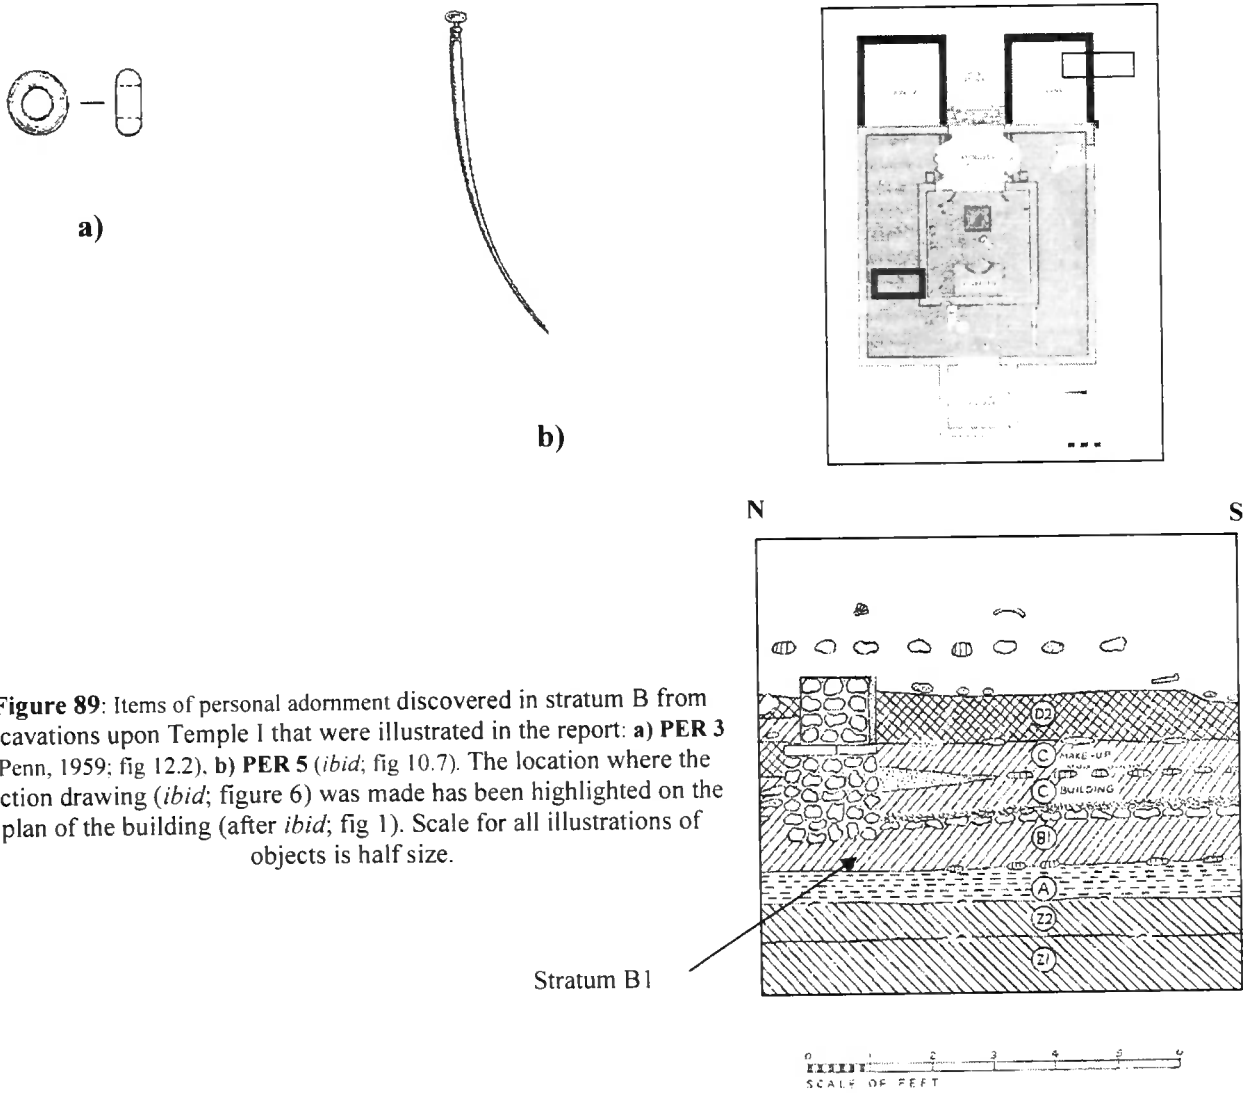 a)
b)
N
S
Figure 89: Items of personal adornment discovered in stratum B from
cavations upon Temple I that were illustrated in the report: a) PER 3
Penn, 1959; fig 12.2). b) PER 5 (ibid; fig 10.7). The location where the
ction drawing (ibid; figure 6) was made has been highlighted on the
plan of the building (after ibid; fig 1). Scale for all illustrations of
objects is half size.
D2
C MAKE-UP
C BUILDING
B1
A
Z2
Z1
Stratum B1
0 1 2 3 4 5 6
SCALE OF FEET